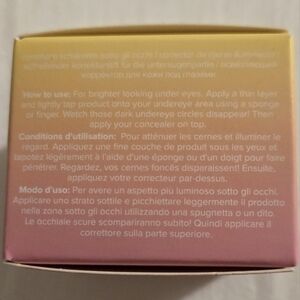 correttore schiarente sotto gli occhi /
How to use: For brighter looking under eyes. Apply a thin layer
and lightly tap product onto your undereye area using a sponge
or finger. Watch those dark undereye circles disappear! Then
apply your concealer on top.
Conditions d'utilisation: Pour atténuer les cernes et illuminer le
regard. Appliquez une fine couche de produit sous les yeux et
tapotez légèrement à l'aide d'une éponge ou d'un doigt pour faire
pénétrer. Regardez, vos cernes foncés disparaissent! Ensuite,
appliquez votre correcteur par-dessus.
Modo d'uso: Per avere un aspetto più luminoso sotto gli occhi.
Applicare uno strato sottile e picchiettare leggermente il prodotto
nella zona sotto gli occhi utilizzando una spugnetta o un dito.
Le occhiaie scure scompariranno subito! Quindi applicare il
correttore sulla parte superiore.